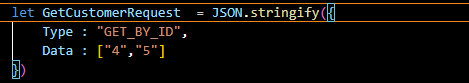 let GetCustomerRequest  = JSON.stringify({
    Type : "GET_BY_ID",
    Data : ["4","5"]
})